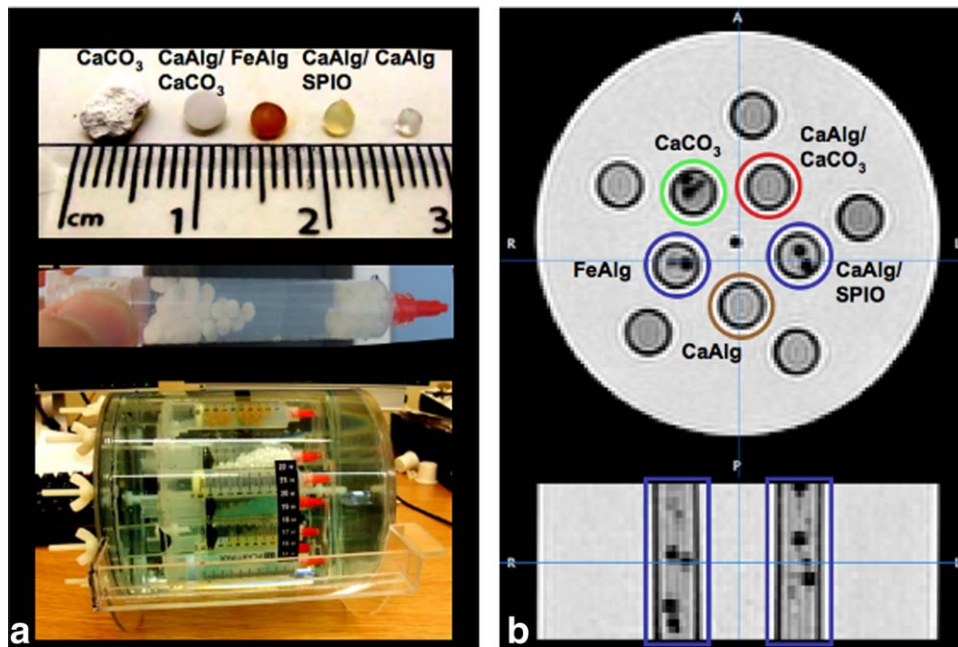 CaCO3 CaAlg/ FeAlg CaAlg/ CaAlg
CaCO3 SPIO
cm 1 2 3
a
A
CaCO3
CaAlg/
CaCO3
R L
FeAlg
CaAlg/
SPIO
CaAlg
P
R L
b